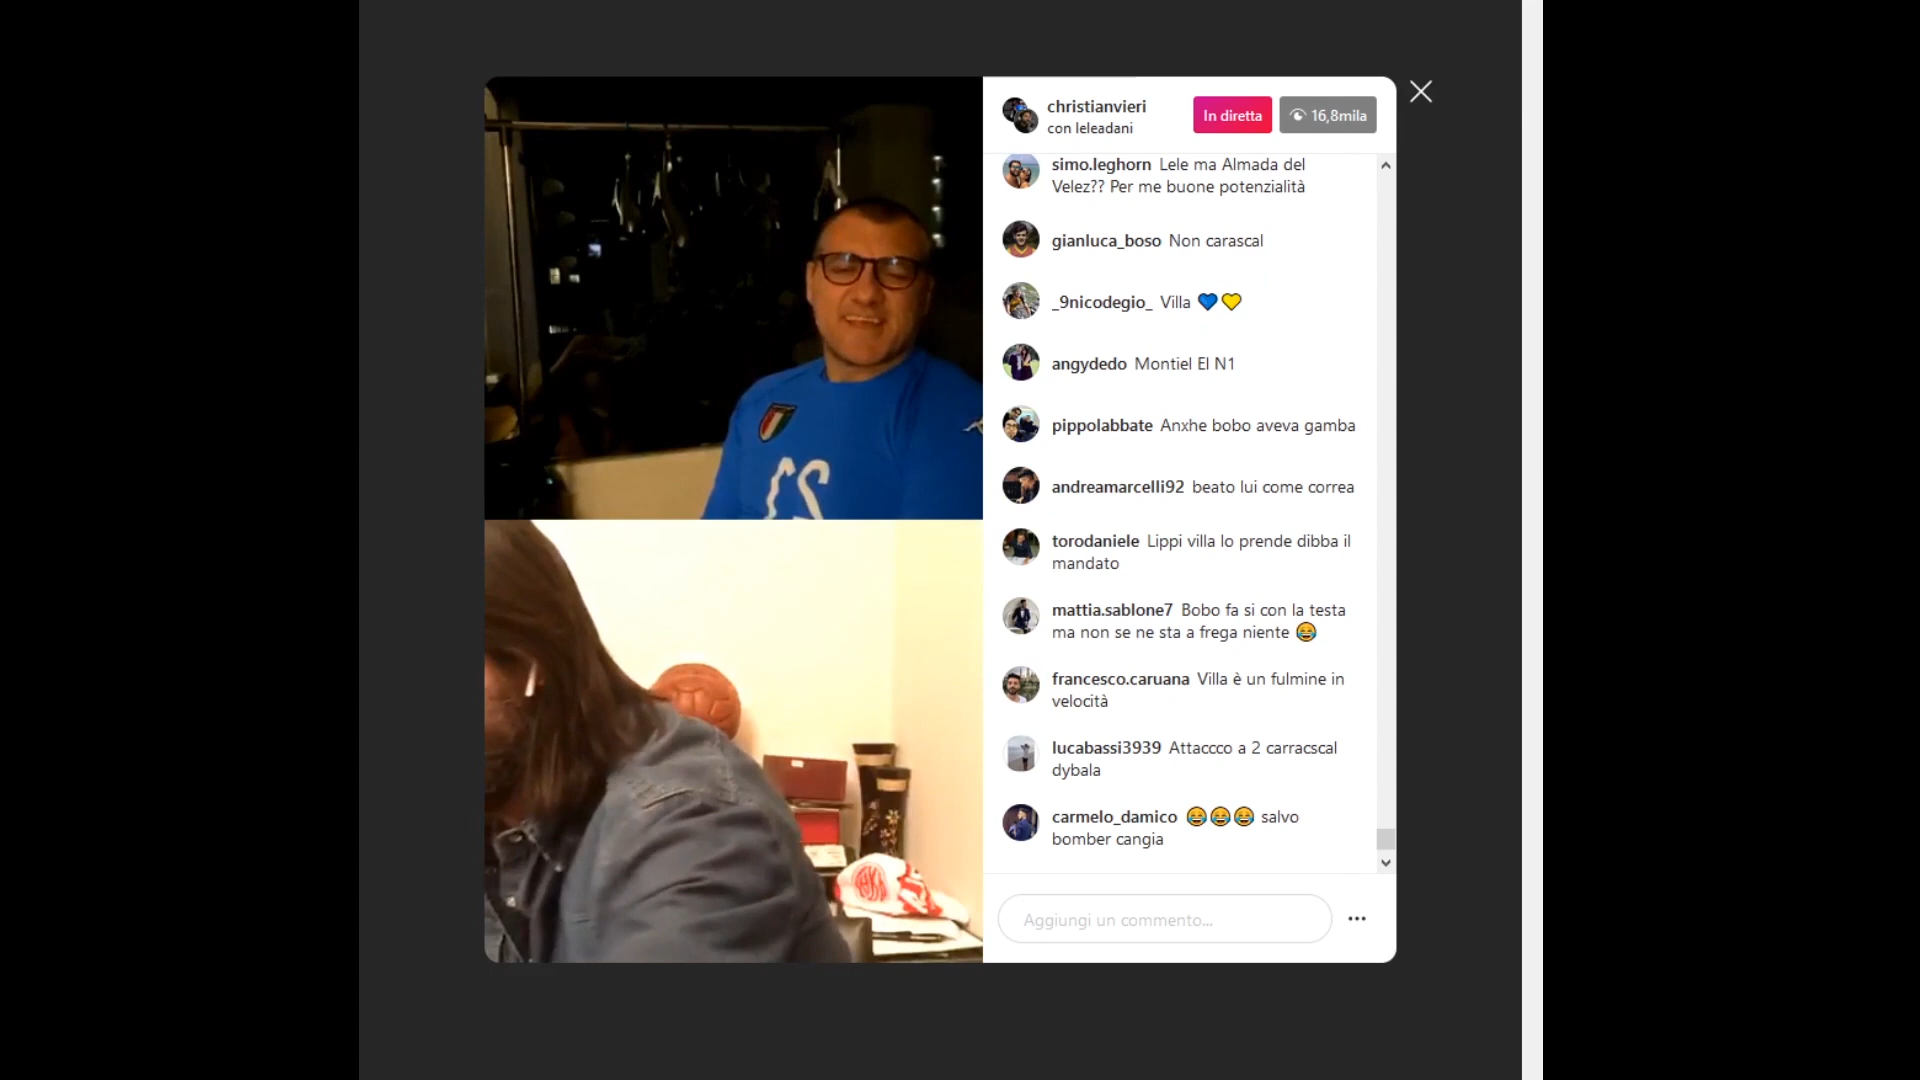 christianvieri
con leleadani
In diretta
16,8mila
simo.leghorn Lele ma Almada del
Velez?? Per me buone potenzialità
gianluca_boso Non carascal
_9nicodegio_ Villa 💙💛
angydedo Montiel El N1
pippolabbate Anxhe bobo aveva gamba
andreamarcelli92 beato lui come correa
torodaniele Lippi villa lo prende dibba il
mandato
mattia.sablone7 Bobo fa si con la testa
ma non se ne sta a frega niente 😂
francesco.caruana Villa è un fulmine in
velocità
lucabassi3939 Attaccco a 2 carracscal
dybala
carmelo_damico 😂😂😂 salvo
bomber cangia
Aggiungi un commento...